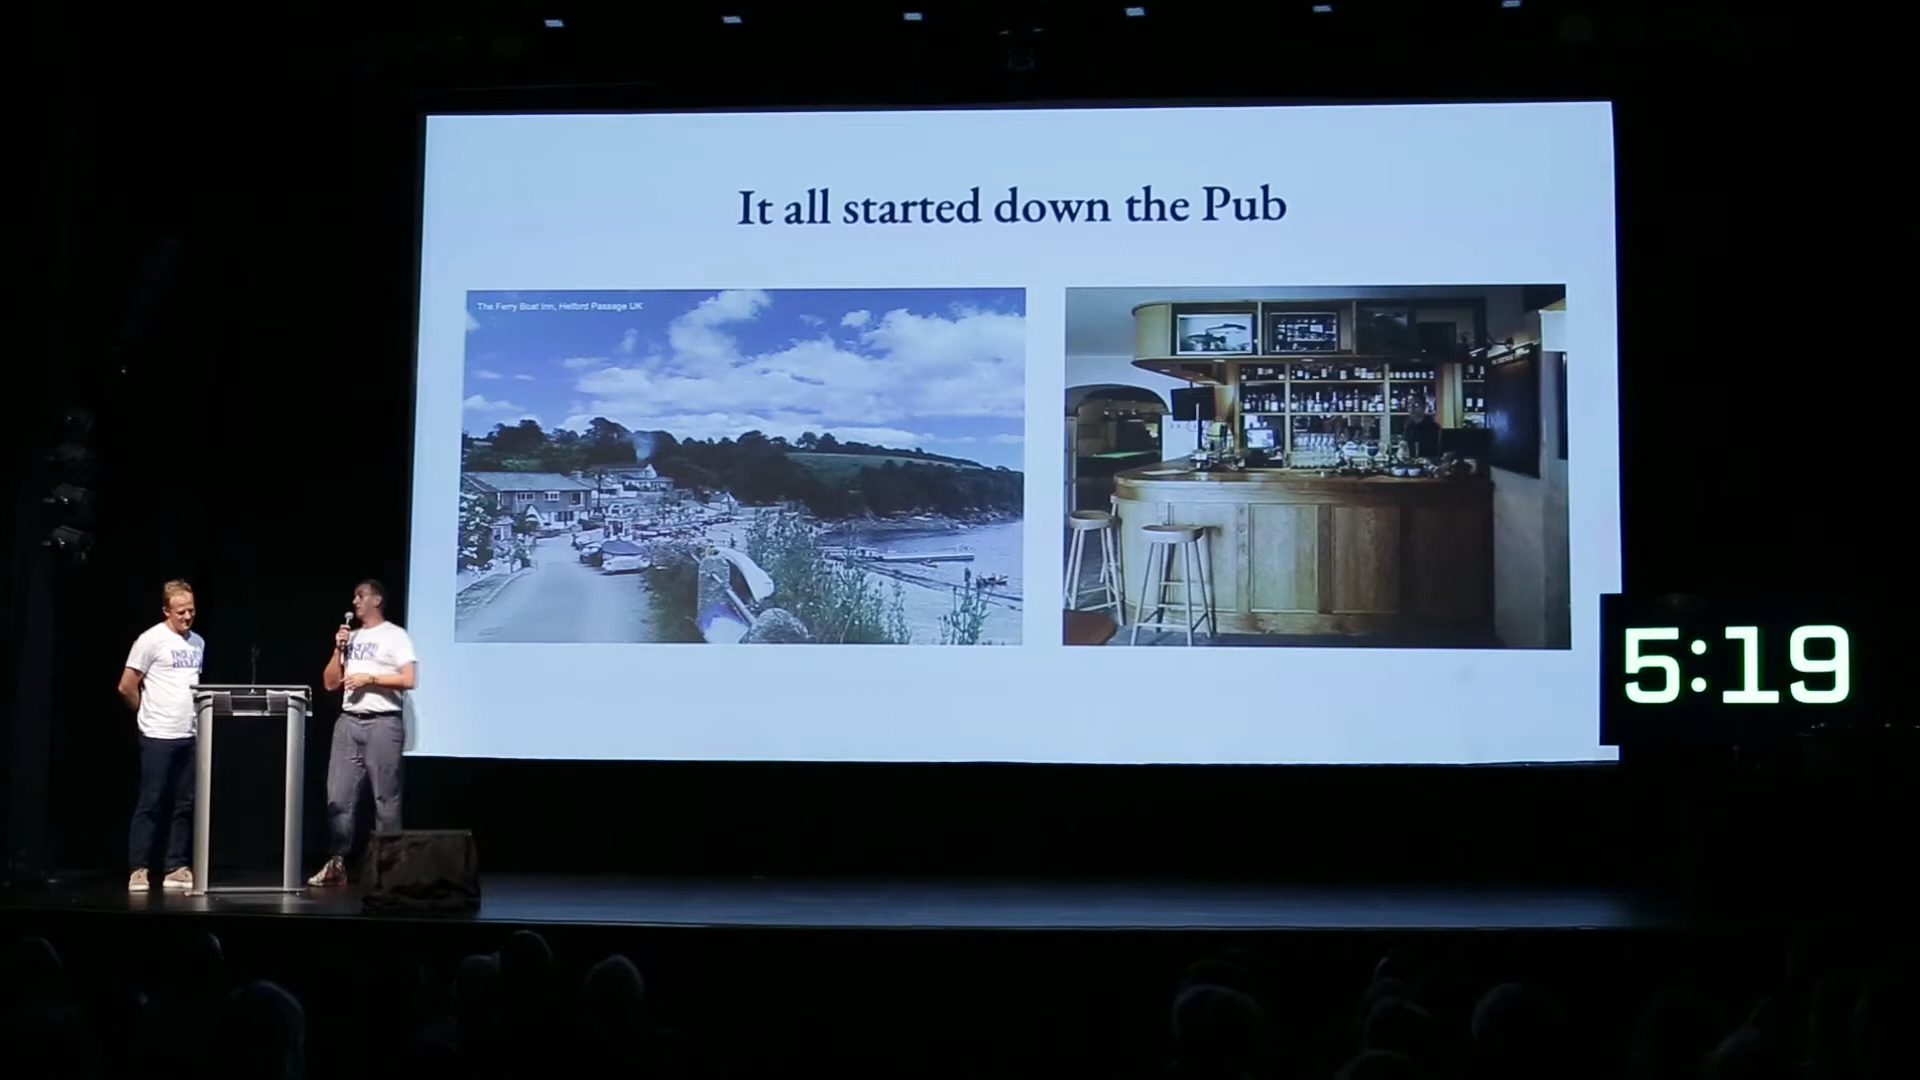 It all started down the Pub
The Ferry Boat Inn, Helford Passage UK
5:19